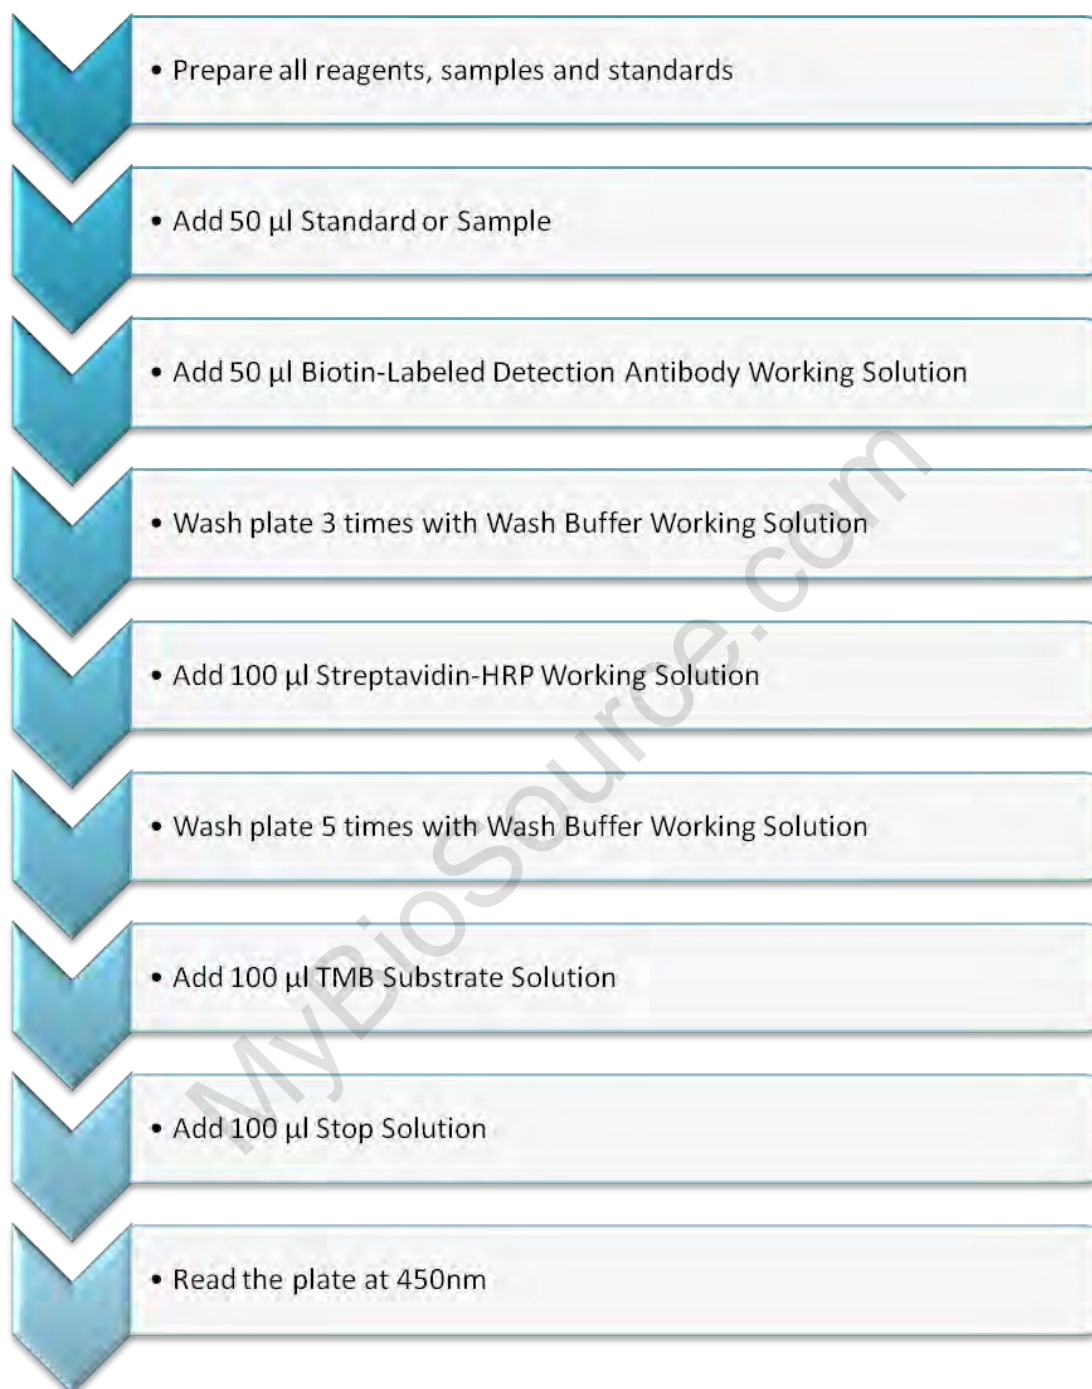 • Prepare all reagents, samples and standards
• Add 50 µl Standard or Sample
• Add 50 µl Biotin-Labeled Detection Antibody Working Solution
• Wash plate 3 times with Wash Buffer Working Solution
• Add 100 µl Streptavidin-HRP Working Solution
• Wash plate 5 times with Wash Buffer Working Solution
• Add 100 µl TMB Substrate Solution
• Add 100 µl Stop Solution
• Read the plate at 450nm
MyBioSource.com